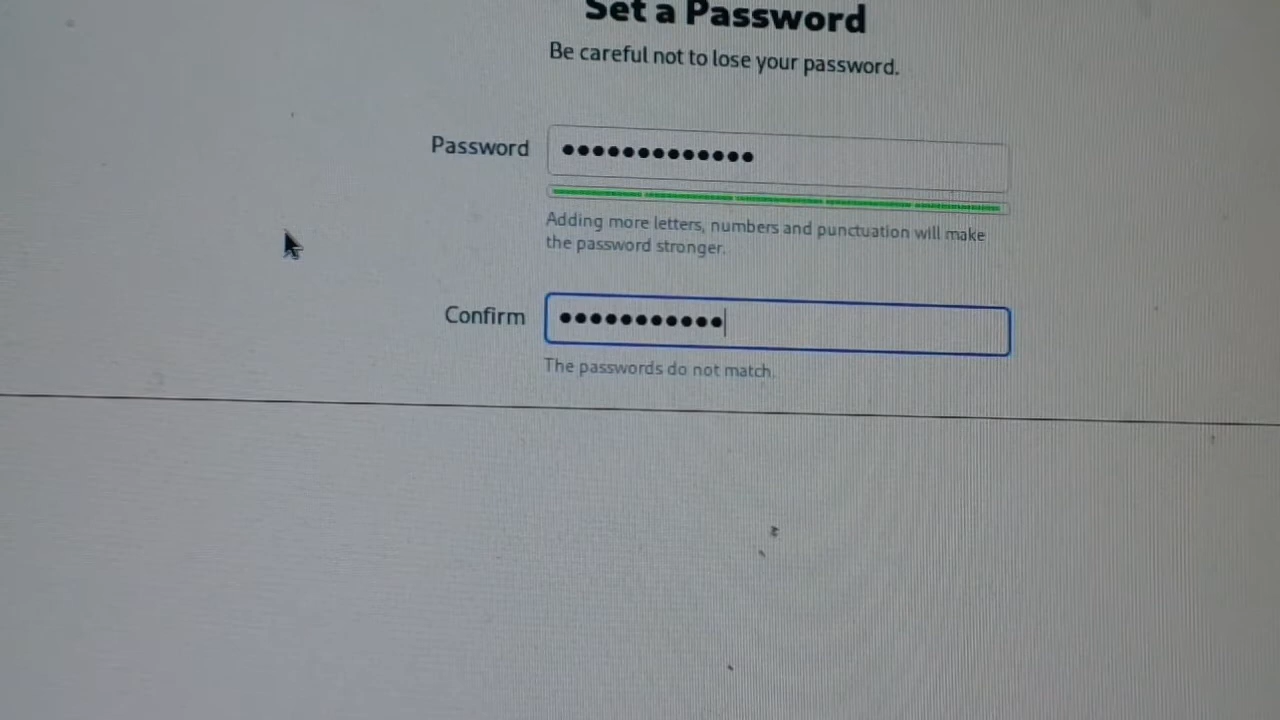 Set a Password
Be careful not to lose your password.
Password ●●●●●●●●●●●●●
Adding more letters, numbers and punctuation will make
the password stronger.
Confirm ●●●●●●●●●●●
The passwords do not match.